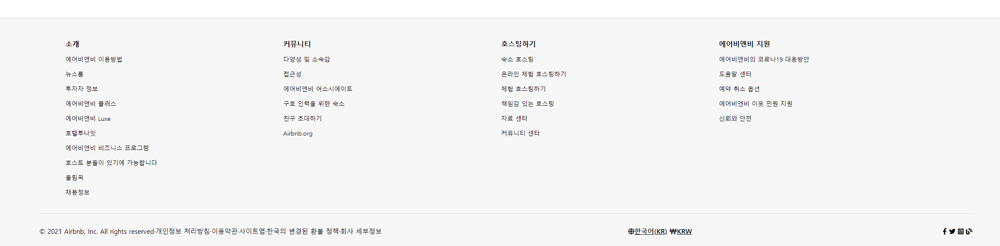 소개
에어비앤비 이용방법
뉴스룸
투자자 정보
에어비앤비 플러스
에어비앤비 Luxe
호텔투나잇
에어비앤비 비즈니스 프로그램
호스트 분들이 있기에 가능합니다
올림픽
채용정보
커뮤니티
다양성 및 소속감
접근성
에어비앤비 어소시에이트
구호 인력을 위한 숙소
친구 초대하기
Airbnb.org
호스팅하기
숙소 호스팅
온라인 체험 호스팅하기
체험 호스팅하기
책임감 있는 호스팅
자료 센터
커뮤니티 센터
에어비앤비 지원
에어비앤비의 코로나19 대응방안
도움말 센터
예약 취소 옵션
에어비앤비 이웃 민원 지원
신뢰와 안전
© 2021 Airbnb, Inc. All rights reserved·개인정보 처리방침·이용약관·사이트맵·한국의 변경된 환불 정책·회사 세부정보
한국어(KR) ₩KRW